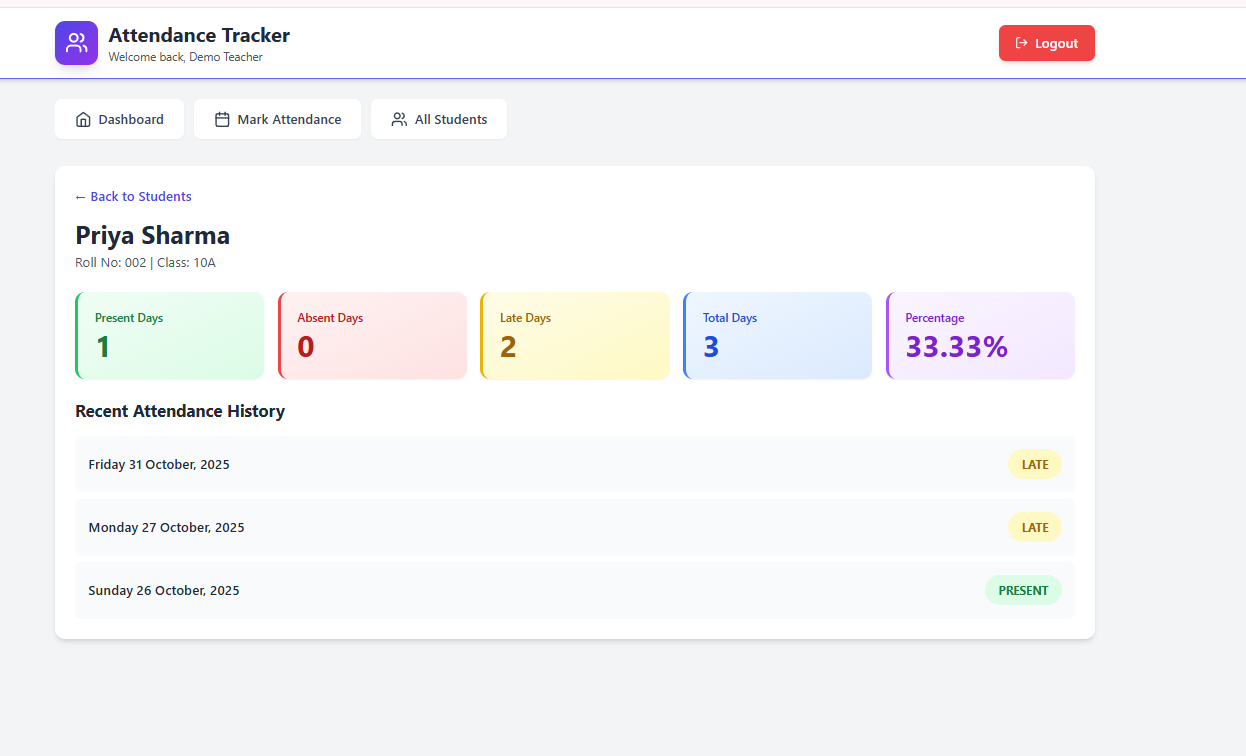 Attendance Tracker
Welcome back, Demo Teacher
Logout
Dashboard
Mark Attendance
All Students
← Back to Students
Priya Sharma
Roll No: 002 | Class: 10A
Present Days
1
Absent Days
0
Late Days
2
Total Days
3
Percentage
33.33%
Recent Attendance History
Friday 31 October, 2025
LATE
Monday 27 October, 2025
LATE
Sunday 26 October, 2025
PRESENT